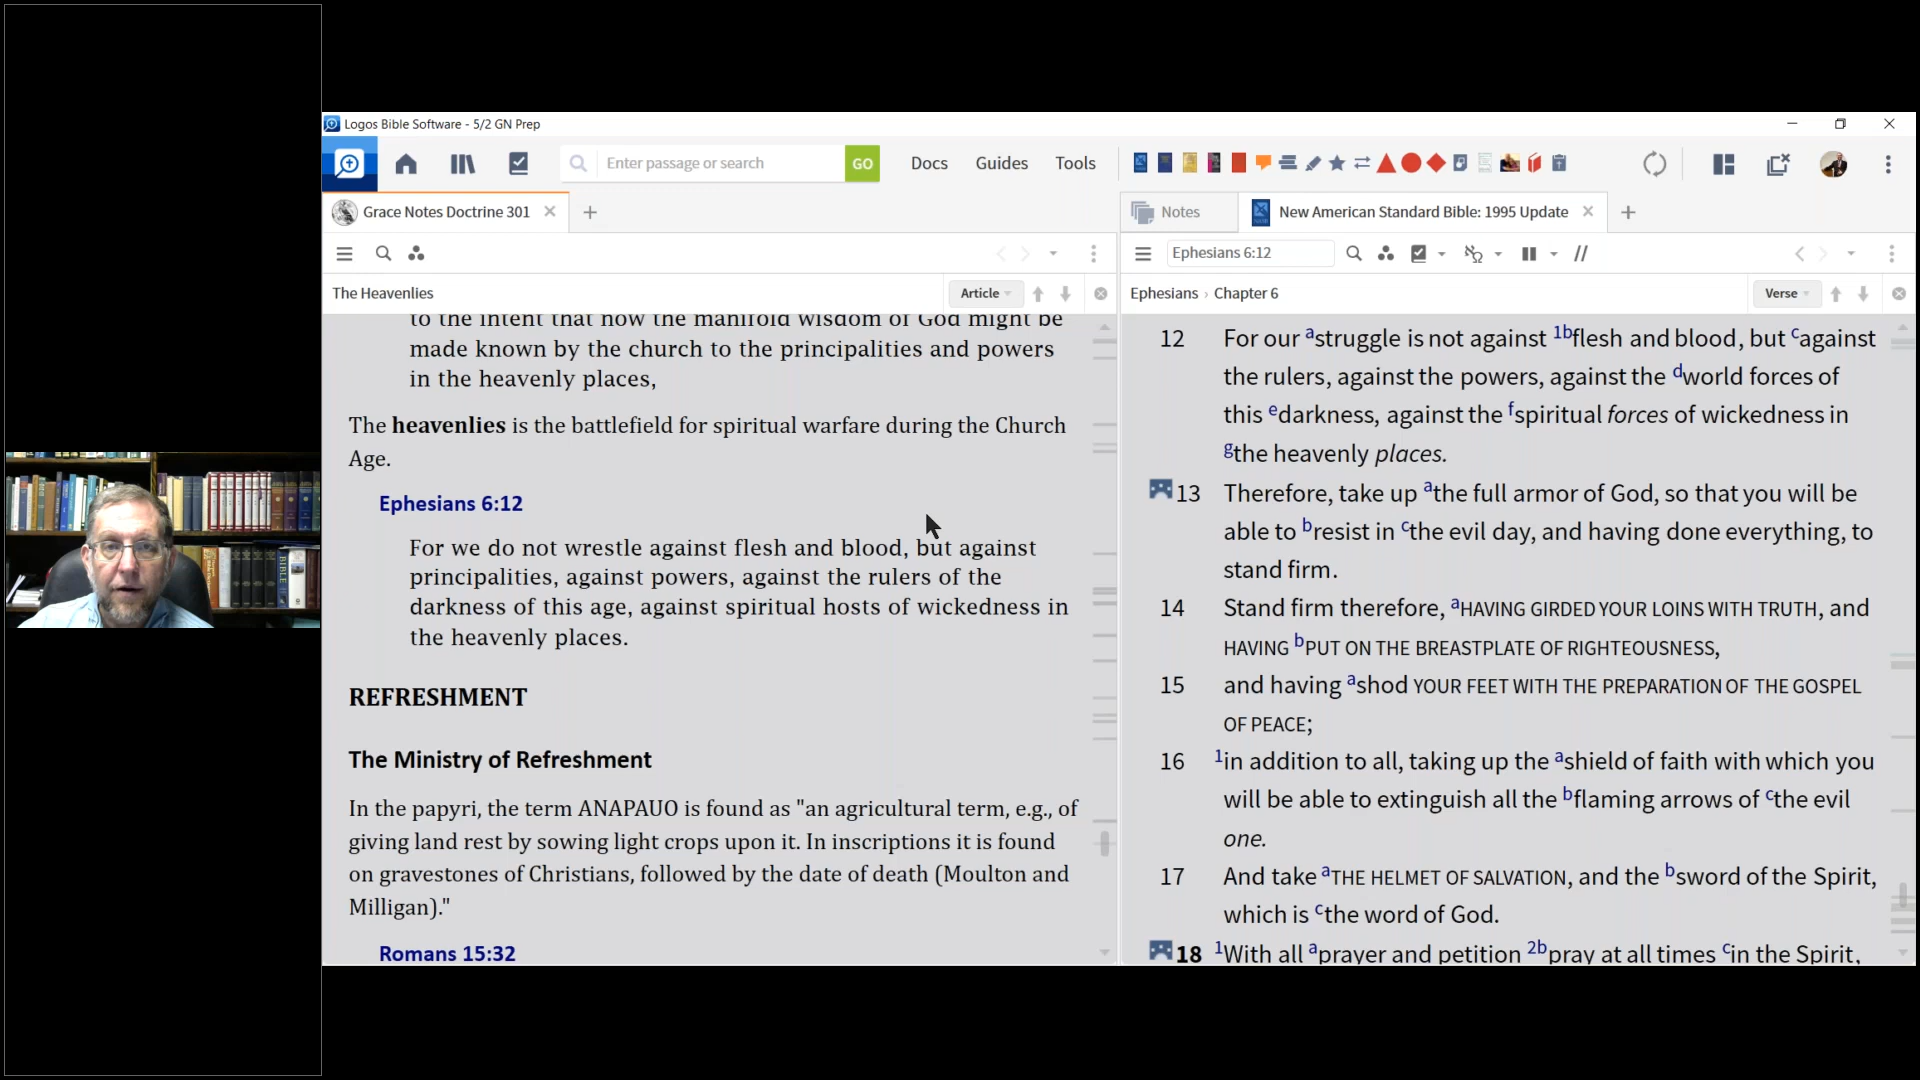 Logos Bible Software - 5/2 GN Prep
Enter passage or search
GO
Docs
Guides
Tools
Grace Notes Doctrine 301
Notes
New American Standard Bible: 1995 Update
Ephesians 6:12
The Heavenlies
Article
Ephesians › Chapter 6
Verse
to the intent that now the manifold wisdom of God might be
made known by the church to the principalities and powers
in the heavenly places,
The heavenlies is the battlefield for spiritual warfare during the Church
Age.
Ephesians 6:12
For we do not wrestle against flesh and blood, but against
principalities, against powers, against the rulers of the
darkness of this age, against spiritual hosts of wickedness in
the heavenly places.
REFRESHMENT
The Ministry of Refreshment
In the papyri, the term ANAPAUO is found as "an agricultural term, e.g., of
giving land rest by sowing light crops upon it. In inscriptions it is found
on gravestones of Christians, followed by the date of death (Moulton and
Milligan)."
Romans 15:32
12 For our astruggle is not against 1bflesh and blood, but cagainst
the rulers, against the powers, against the dworld forces of
this edarkness, against the fspiritual forces of wickedness in
gthe heavenly places.
13 Therefore, take up athe full armor of God, so that you will be
able to bresist in cthe evil day, and having done everything, to
stand firm.
14 Stand firm therefore, aHAVING GIRDED YOUR LOINS WITH TRUTH, and
HAVING bPUT ON THE BREASTPLATE OF RIGHTEOUSNESS,
15 and having ashod YOUR FEET WITH THE PREPARATION OF THE GOSPEL
OF PEACE;
16 1in addition to all, taking up the ashield of faith with which you
will be able to extinguish all the bflaming arrows of cthe evil
one.
17 And take aTHE HELMET OF SALVATION, and the bsword of the Spirit,
which is cthe word of God.
18 1With all aprayer and petition 2bpray at all times cin the Spirit,